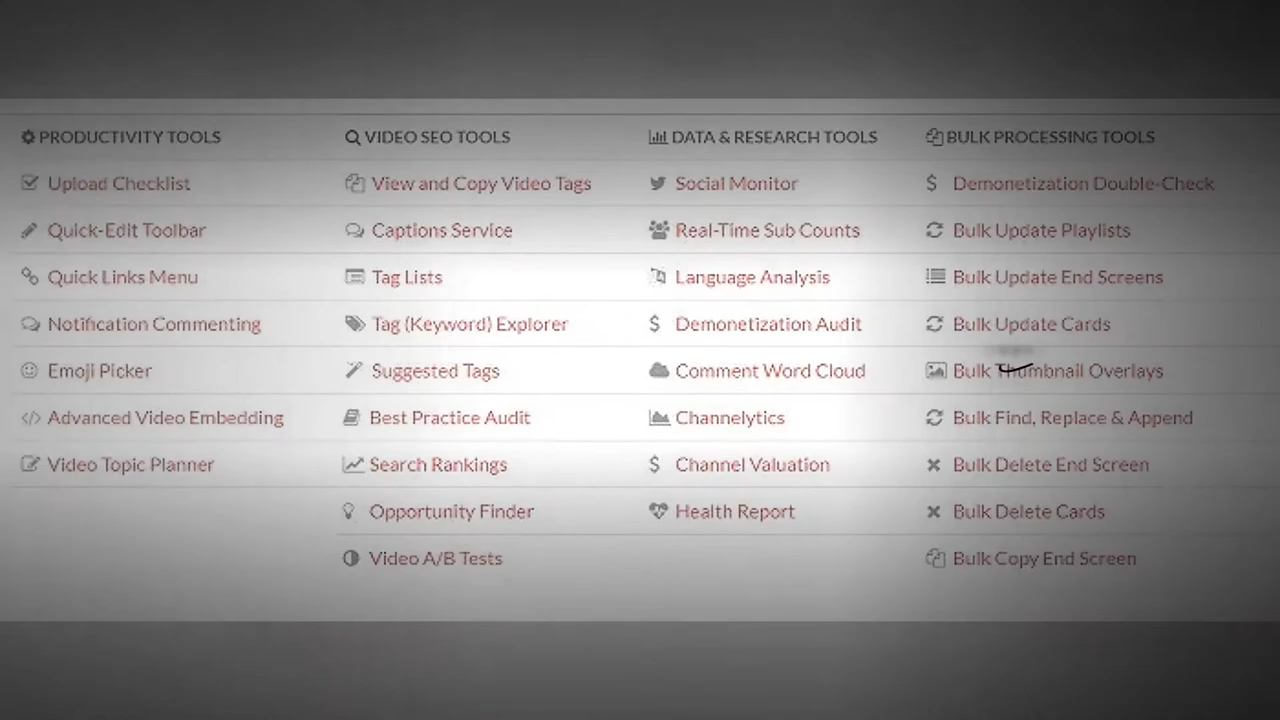 PRODUCTIVITY TOOLS
Upload Checklist
Quick-Edit Toolbar
Quick Links Menu
Notification Commenting
Emoji Picker
Advanced Video Embedding
Video Topic Planner
VIDEO SEO TOOLS
View and Copy Video Tags
Captions Service
Tag Lists
Tag (Keyword) Explorer
Suggested Tags
Best Practice Audit
Search Rankings
Opportunity Finder
Video A/B Tests
DATA & RESEARCH TOOLS
Social Monitor
Real-Time Sub Counts
Language Analysis
Demonetization Audit
Comment Word Cloud
Channelytics
Channel Valuation
Health Report
BULK PROCESSING TOOLS
Demonetization Double-Check
Bulk Update Playlists
Bulk Update End Screens
Bulk Update Cards
Bulk Thumbnail Overlays
Bulk Find, Replace & Append
Bulk Delete End Screen
Bulk Delete Cards
Bulk Copy End Screen